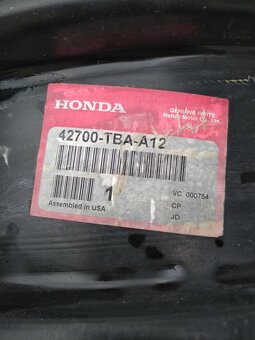 HONDA
GENUINE PARTS
Honda Motor Co., Ltd.
42700-TBA-A12
1
VC 000754
Assembled in USA
CP
JD